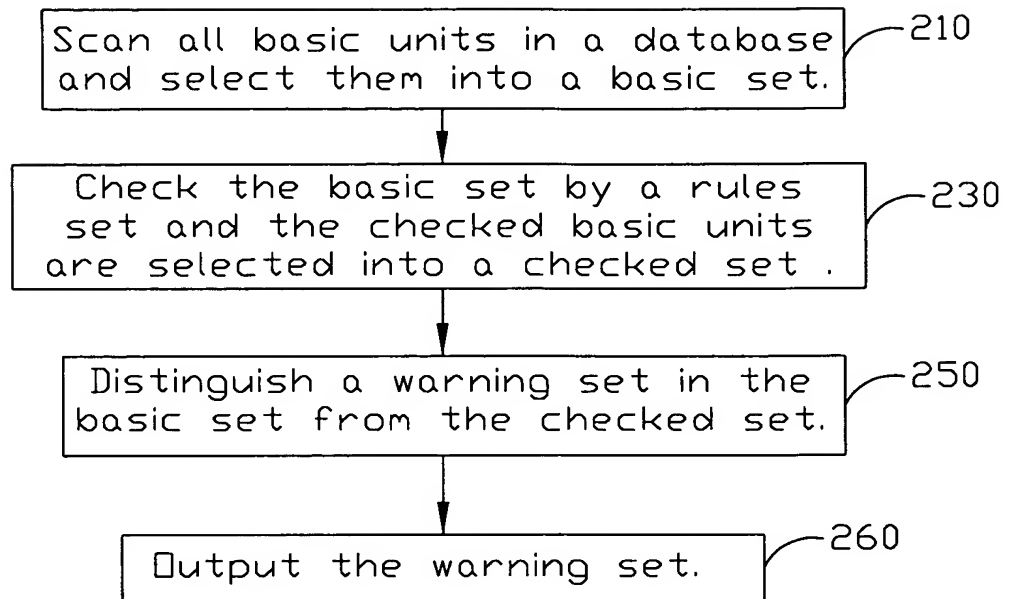 Scan all basic units in a database
and select them into a basic set.
210
Check the basic set by a rules
set and the checked basic units
are selected into a checked set .
230
Distinguish a warning set in the
basic set from the checked set.
250
Output the warning set.
260